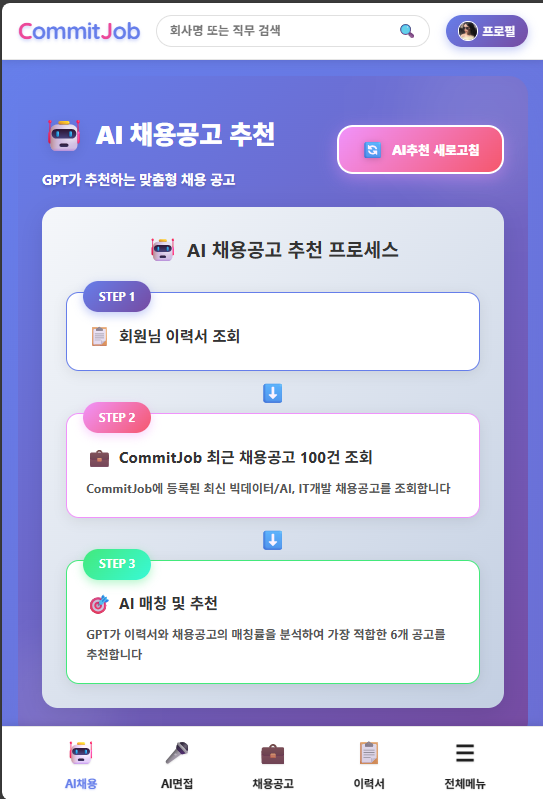 CommitJob
회사명 또는 직무 검색
프로필
AI 채용공고 추천
AI추천 새로고침
GPT가 추천하는 맞춤형 채용 공고
AI 채용공고 추천 프로세스
STEP 1
회원님 이력서 조회
STEP 2
CommitJob 최근 채용공고 100건 조회
CommitJob에 등록된 최신 빅데이터/AI, IT개발 채용공고를 조회합니다
STEP 3
AI 매칭 및 추천
GPT가 이력서와 채용공고의 매칭률을 분석하여 가장 적합한 6개 공고를
추천합니다
AI채용
AI면접
채용공고
이력서
전체메뉴